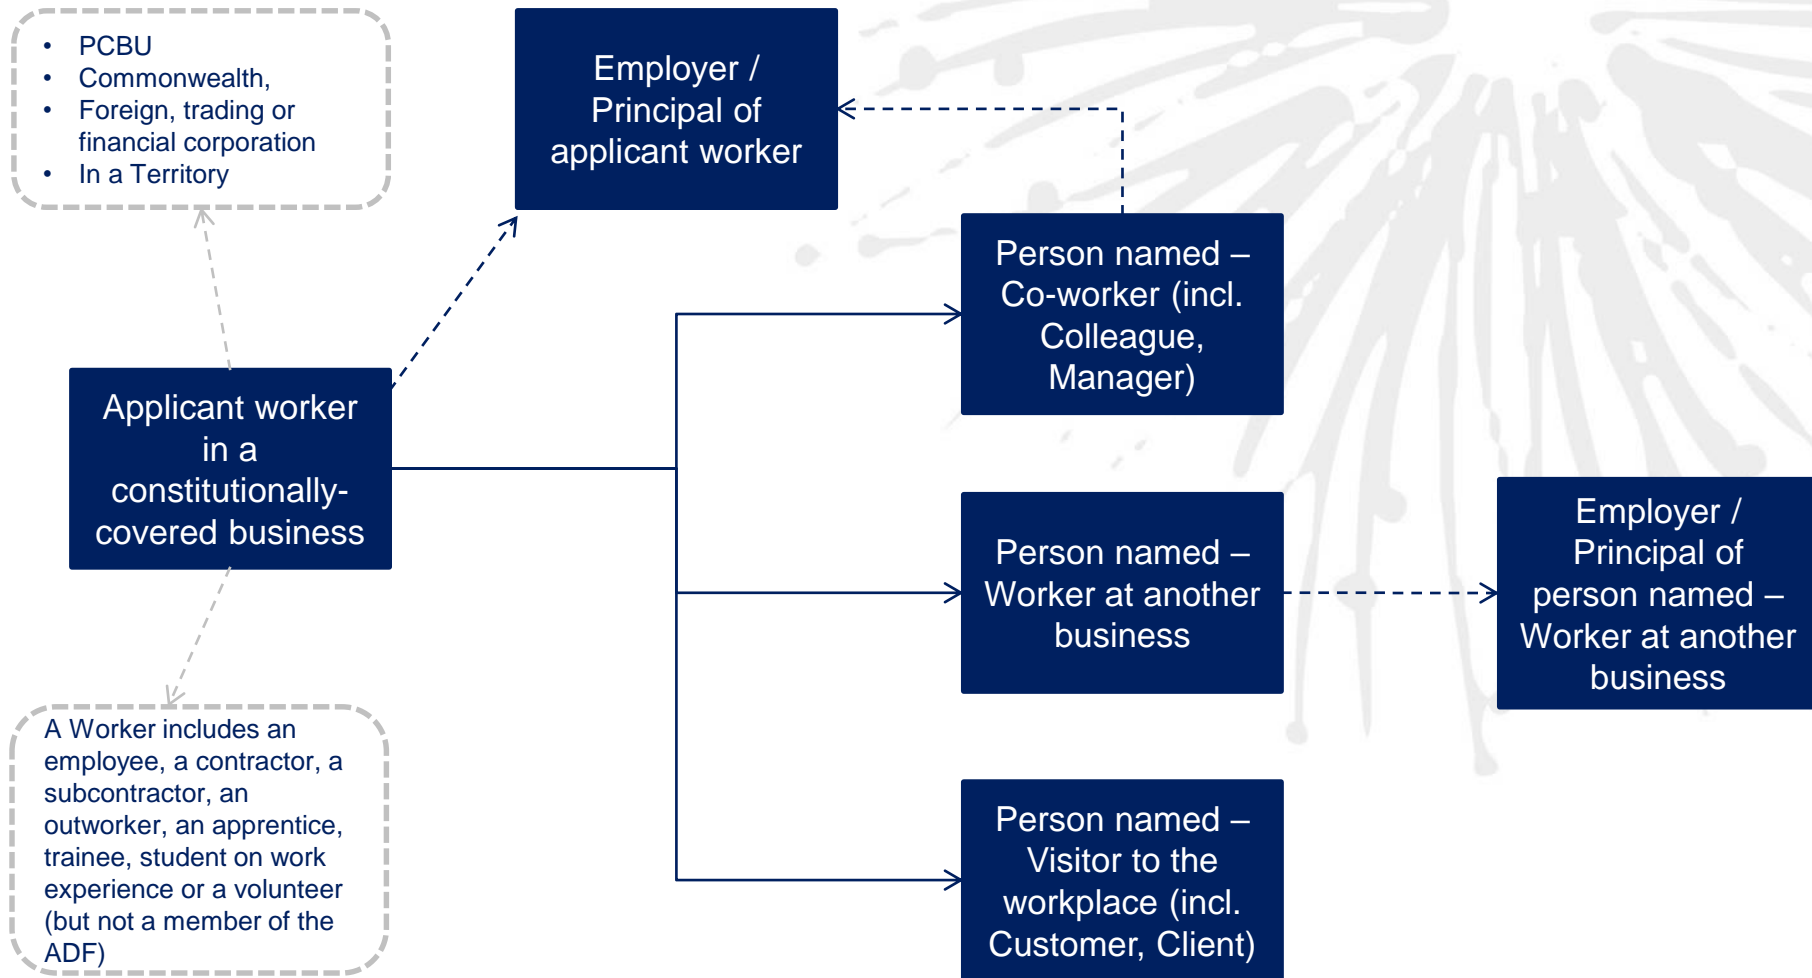 • PCBU
• Commonwealth,
• Foreign, trading or
financial corporation
• In a Territory
Employer /
Principal of
applicant worker
Person named –
Co-worker (incl.
Colleague,
Manager)
Applicant worker
in a
constitutionally-
covered business
Person named –
Worker at another
business
Employer /
Principal of
person named –
Worker at another
business
A Worker includes an
employee, a contractor, a
subcontractor, an
outworker, an apprentice,
trainee, student on work
experience or a volunteer
(but not a member of the
ADF)
Person named –
Visitor to the
workplace (incl.
Customer, Client)